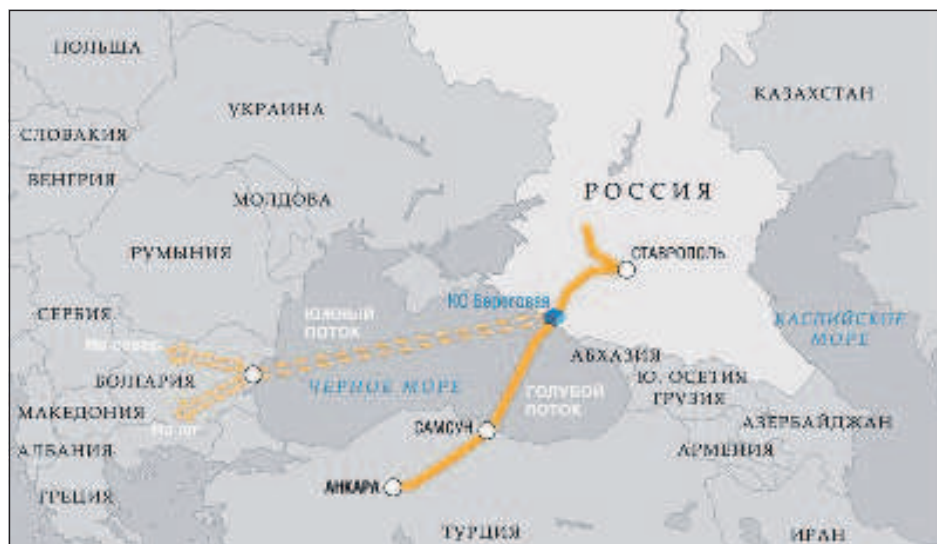 ПОЛЬША
КАЗАХСТАН
УКРАИНА
СЛОВАКИЯ
ВЕНГРИЯ
РОССИЯ
МОЛДОВА
РУМЫНИЯ
СТАВРОПОЛЬ
КС Береговая
СЕРБИЯ
ЮЖНЫЙ
ПОТОК
КАСПИЙСКОЕ
МОРЕ
На север
АБХАЗИЯ
БОЛГАРИЯ
ЧЕРНОЕ МОРЕ
Ю. ОСЕТИЯ
ГОЛУБОЙ
ПОТОК
ГРУЗИЯ
МАКЕДОНИЯ
АЗЕРБАЙДЖАН
На юг
САМСУН
АЛБАНИЯ
АРМЕНИЯ
АНКАРА
ГРЕЦИЯ
ТУРЦИЯ
ИРАН